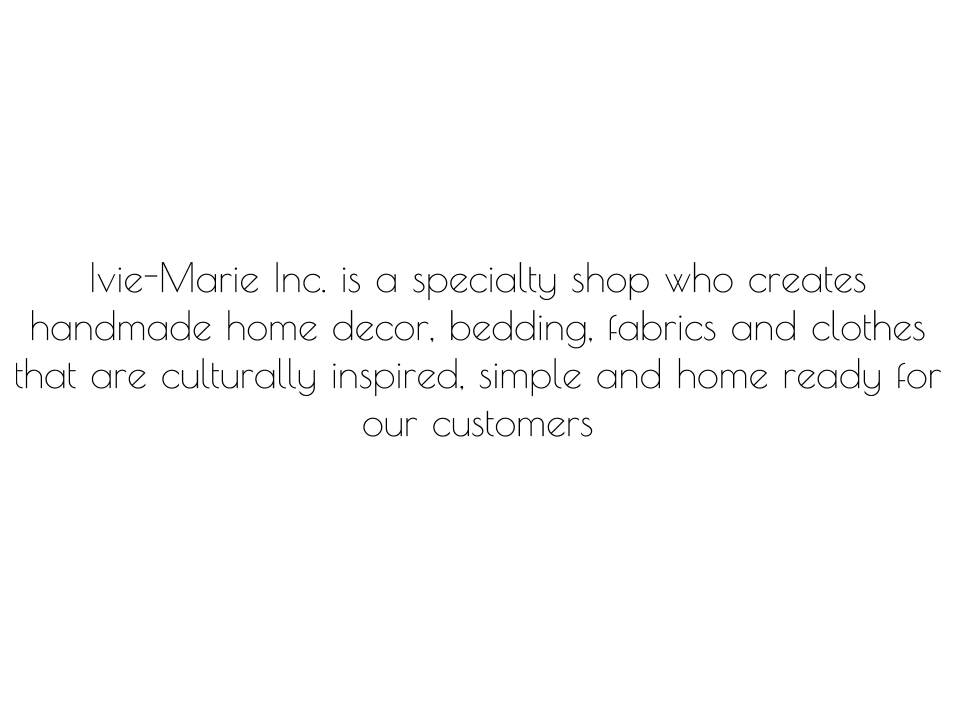 Ivie-Marie Inc. is a specialty shop who creates
handmade home decor, bedding, fabrics and clothes
that are culturally inspired, simple and home ready for
our customers